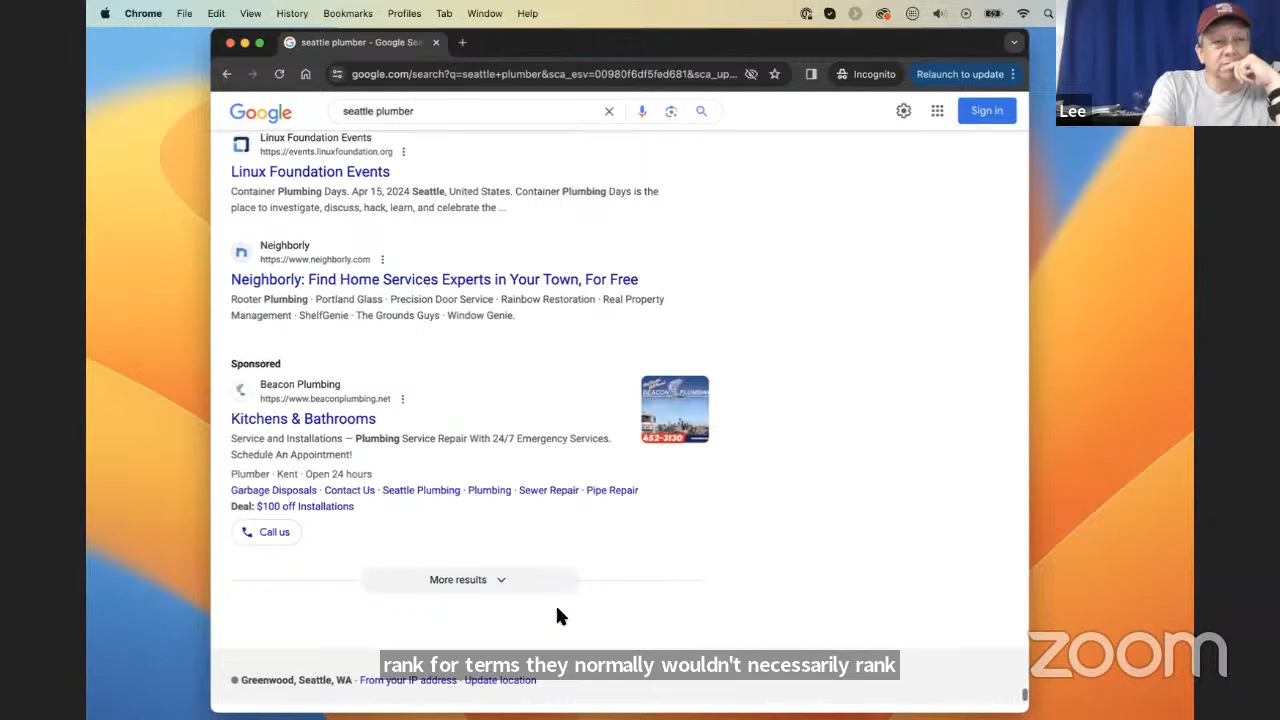 Chrome File Edit View History Bookmarks Profiles Tab Window Help
seattle plumber - Google Sea
google.com/search?q=seattle+plumber&sca_esv=00980f6df5fed681&sca_up... Incognito Relaunch to update
Google seattle plumber Sign in
Lee
Linux Foundation Events
https://events.linuxfoundation.org
Linux Foundation Events
Container Plumbing Days. Apr 15, 2024 Seattle, United States. Container Plumbing Days is the
place to investigate, discuss, hack, learn, and celebrate the ...
Neighborly
https://www.neighborly.com
Neighborly: Find Home Services Experts in Your Town, For Free
Rooter Plumbing · Portland Glass · Precision Door Service · Rainbow Restoration · Real Property
Management · ShelfGenie · The Grounds Guys · Window Genie.
Sponsored
Beacon Plumbing
https://www.beaconplumbing.net
Kitchens & Bathrooms
BEACON PLUMBING
452-3130
Service and Installations — Plumbing Service Repair With 24/7 Emergency Services.
Schedule An Appointment!
Plumber · Kent · Open 24 hours
Garbage Disposals · Contact Us · Seattle Plumbing · Plumbing · Sewer Repair · Pipe Repair
Deal: $100 off Installations
Call us
More results
rank for terms they normally wouldn't necessarily rank
Greenwood, Seattle, WA - From your IP address - Update location
zoom